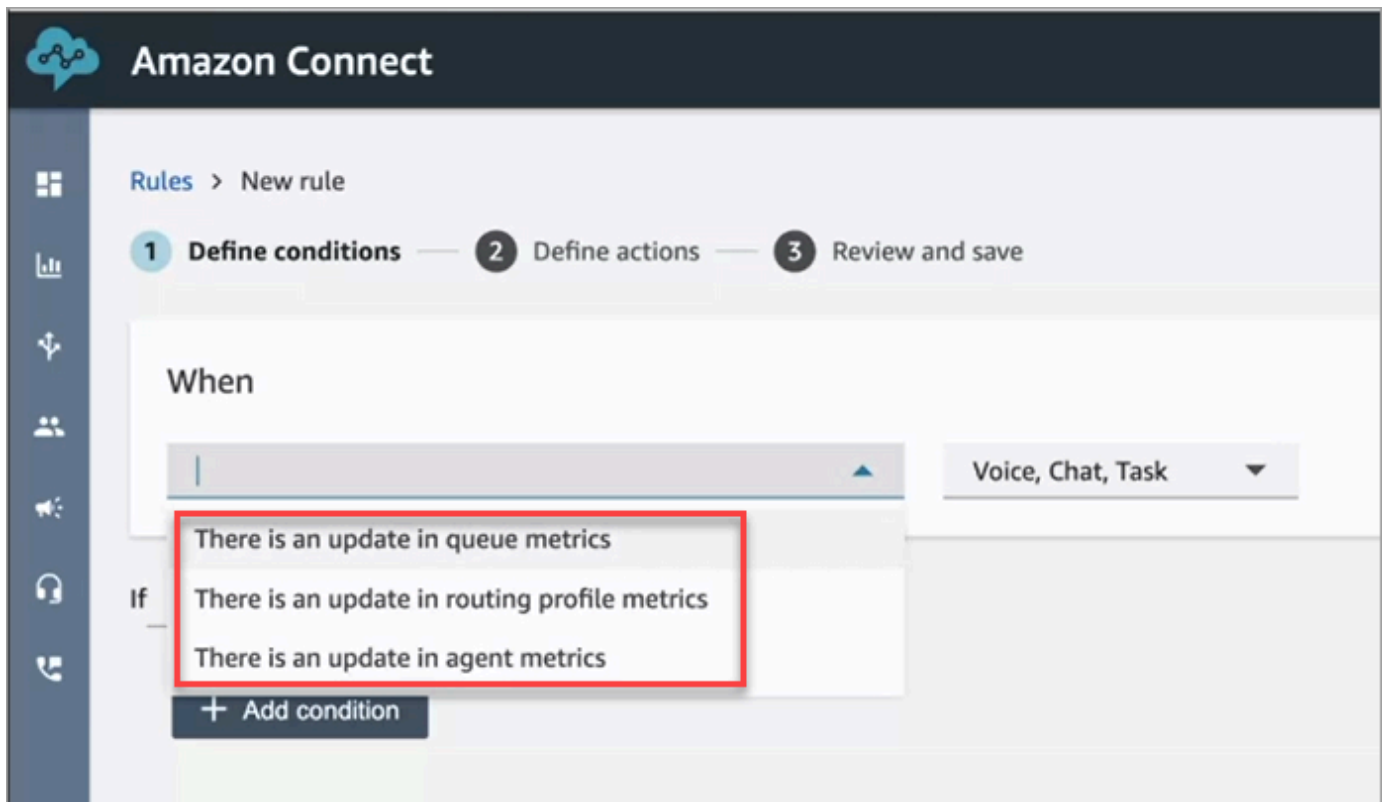 Amazon Connect
Rules > New rule
1 Define conditions — 2 Define actions — 3 Review and save
When
Voice, Chat, Task
There is an update in queue metrics
If There is an update in routing profile metrics
There is an update in agent metrics
+ Add condition